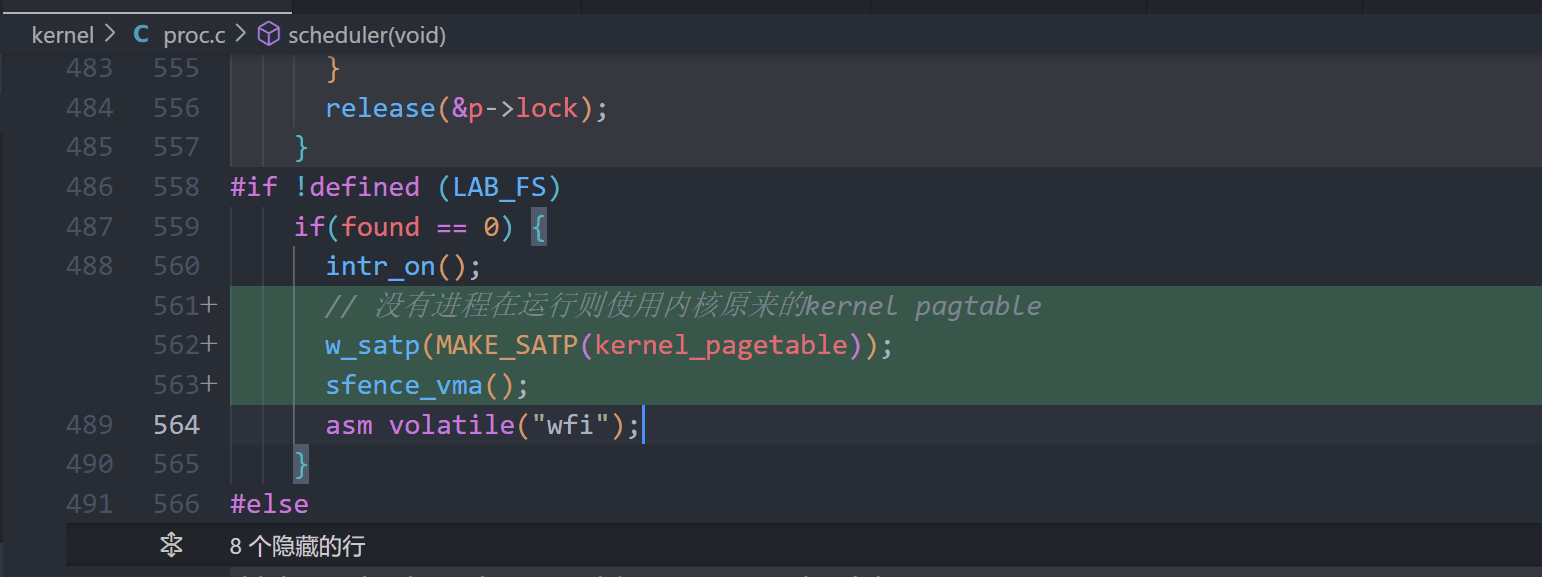 kernel > C proc.c > scheduler(void)
483 555 }
484 556 release(&p->lock);
485 557 }
486 558 #if !defined (LAB_FS)
487 559 if(found == 0) {
488 560 intr_on();
561+ // 没有进程在运行则使用内核原来的kernel pagtable
562+ w_satp(MAKE_SATP(kernel_pagetable));
563+ sfence_vma();
489 564 asm volatile("wfi");
490 565 }
491 566 #else
8 个隐藏的行